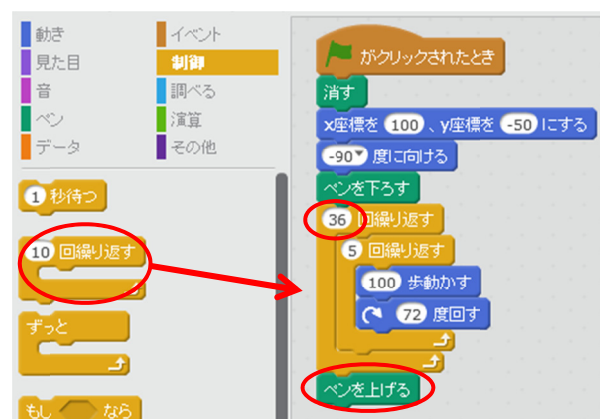 動き
イベント
見た目
制御
音
調べる
ペン
演算
データ
その他
1 秒待つ
10 回繰り返す
ずっと
もし なら
がクリックされたとき
消す
x座標を 100 、y座標を -50 にする
-90▼ 度に向ける
ペンを下ろす
36 回繰り返す
5 回繰り返す
100 歩動かす
72 度回す
ペンを上げる